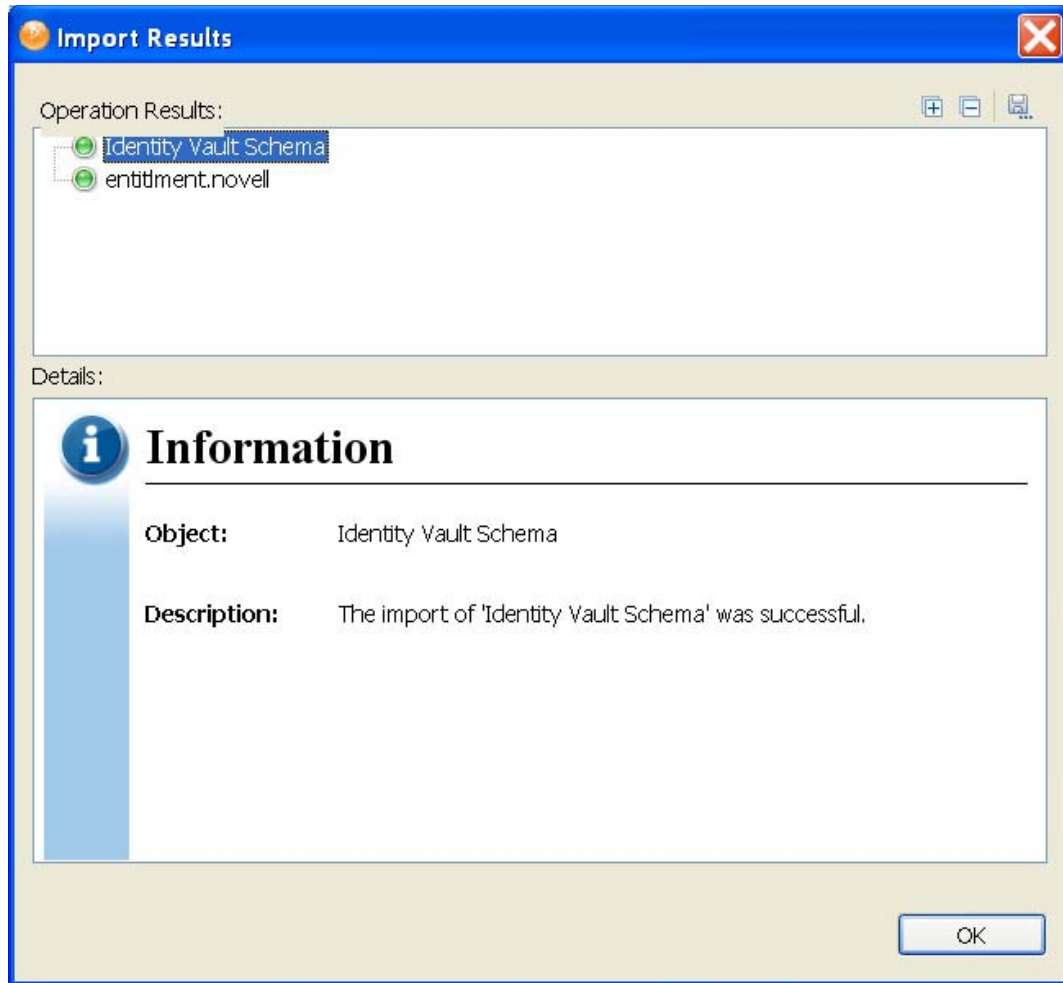 Import Results
Operation Results:
Identity Vault Schema
entitlment.novell
Details:
Information
Object: Identity Vault Schema
Description: The import of 'Identity Vault Schema' was successful.
OK